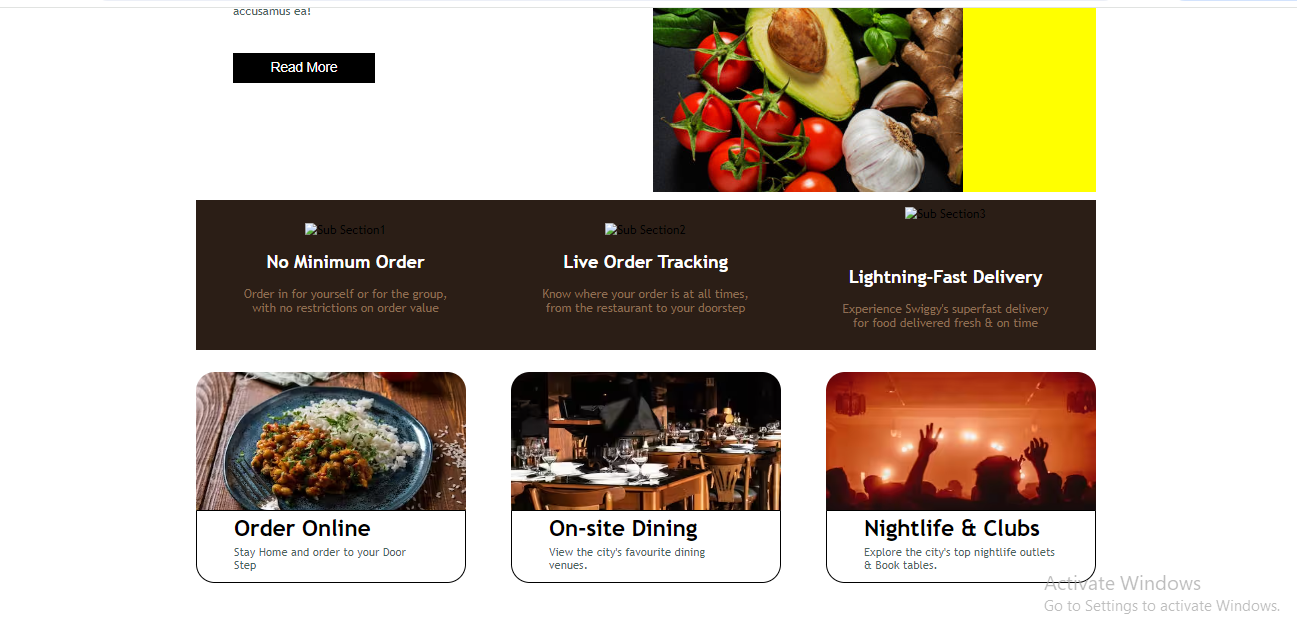 accusamus ea!
Read More
Sub Section1
Sub Section2
Sub Section3
No Minimum Order
Order in for yourself or for the group,
with no restrictions on order value
Live Order Tracking
Know where your order is at all times,
from the restaurant to your doorstep
Lightning-Fast Delivery
Experience Swiggy's superfast delivery
for food delivered fresh & on time
Order Online
Stay Home and order to your Door
Step
On-site Dining
View the city's favourite dining
venues.
Nightlife & Clubs
Explore the city's top nightlife outlets
& Book tables.
Activate Windows
Go to Settings to activate Windows.